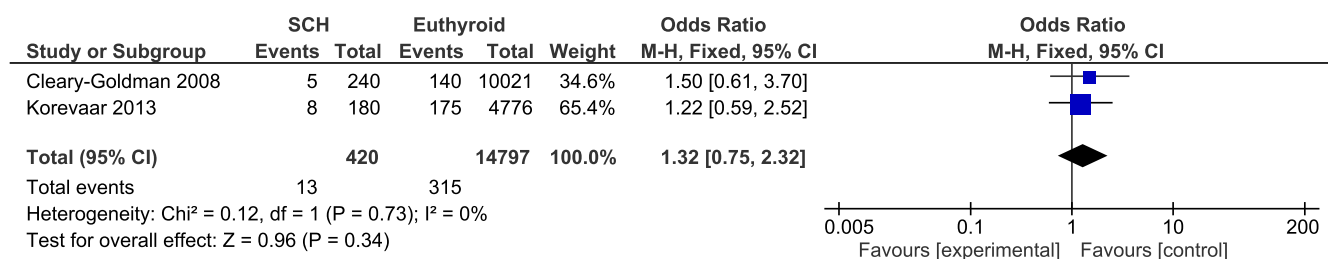 SCH Euthyroid Odds Ratio Odds Ratio
Study or Subgroup Events Total Events Total Weight M-H, Fixed, 95% CI M-H, Fixed, 95% CI
Cleary-Goldman 2008 5 240 140 10021 34.6% 1.50 [0.61, 3.70]
Korevaar 2013 8 180 175 4776 65.4% 1.22 [0.59, 2.52]
Total (95% CI) 420 14797 100.0% 1.32 [0.75, 2.32]
Total events 13 315
Heterogeneity: Chi² = 0.12, df = 1 (P = 0.73); I² = 0%
Test for overall effect: Z = 0.96 (P = 0.34)
0.005 0.1 1 10 200
Favours [experimental] Favours [control]